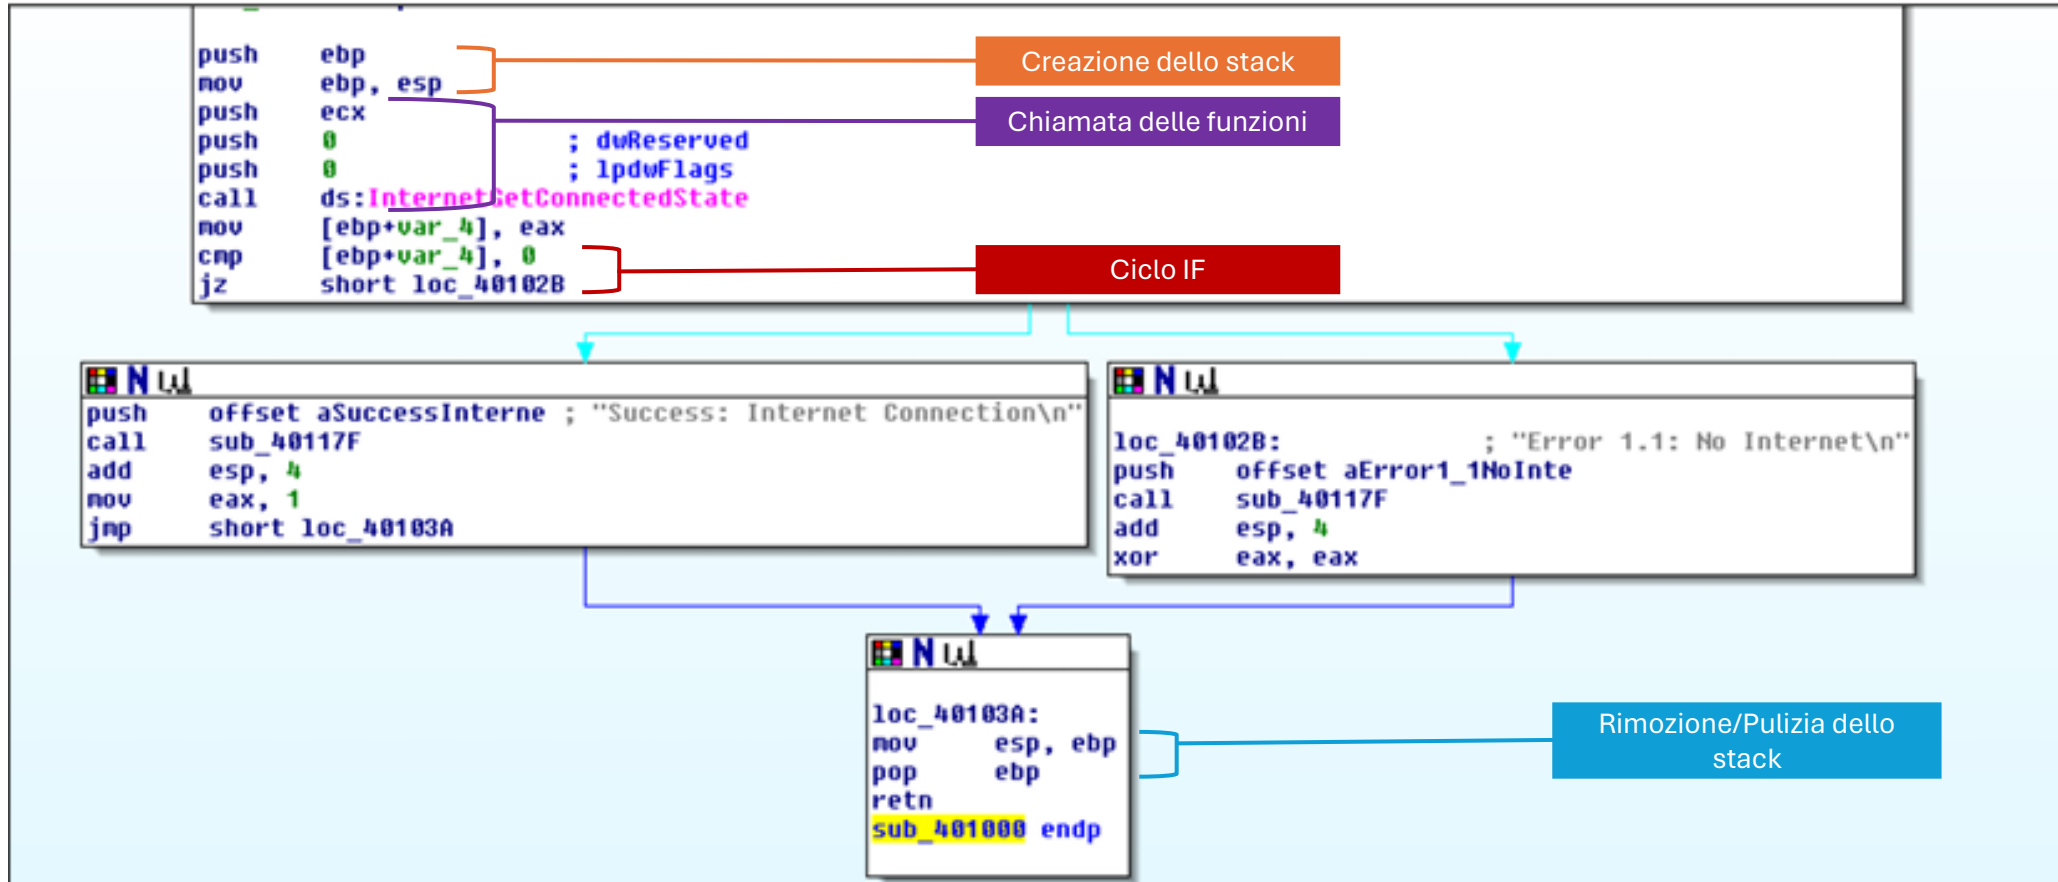 push ebp
mov ebp, esp
push ecx
push 0 ; dwReserved
push 0 ; lpdwFlags
call ds:InternetGetConnectedState
mov [ebp+var_4], eax
cmp [ebp+var_4], 0
jz short loc_40102B
Creazione dello stack
Chiamata delle funzioni
Ciclo IF
push offset aSuccessInterne ; "Success: Internet Connection\n"
call sub_40117F
add esp, 4
mov eax, 1
jmp short loc_40103A
loc_40102B: ; "Error 1.1: No Internet\n"
push offset aError1_1NoInte
call sub_40117F
add esp, 4
xor eax, eax
loc_40103A:
mov esp, ebp
pop ebp
retn
sub_401000 endp
Rimozione/Pulizia dello
stack